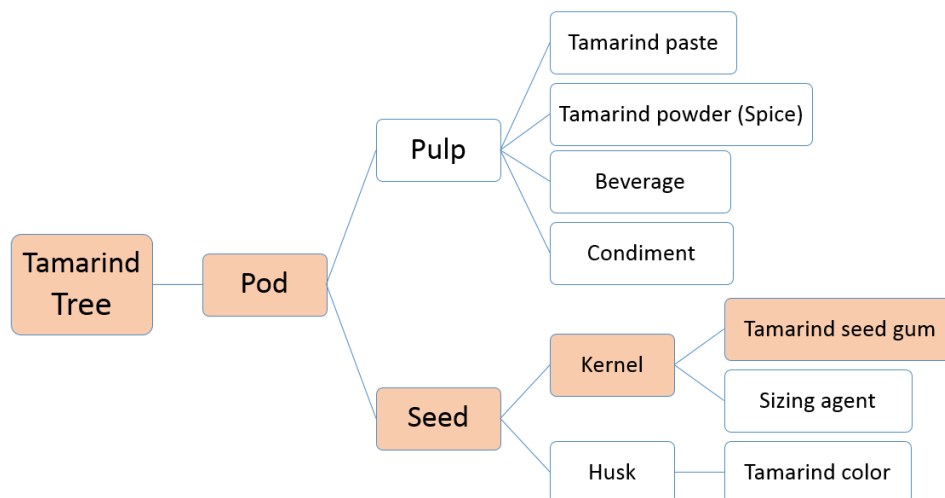 Tamarind
Tree
Pod
Pulp
Tamarind paste
Tamarind powder (Spice)
Beverage
Condiment
Seed
Kernel
Tamarind seed gum
Sizing agent
Husk
Tamarind color